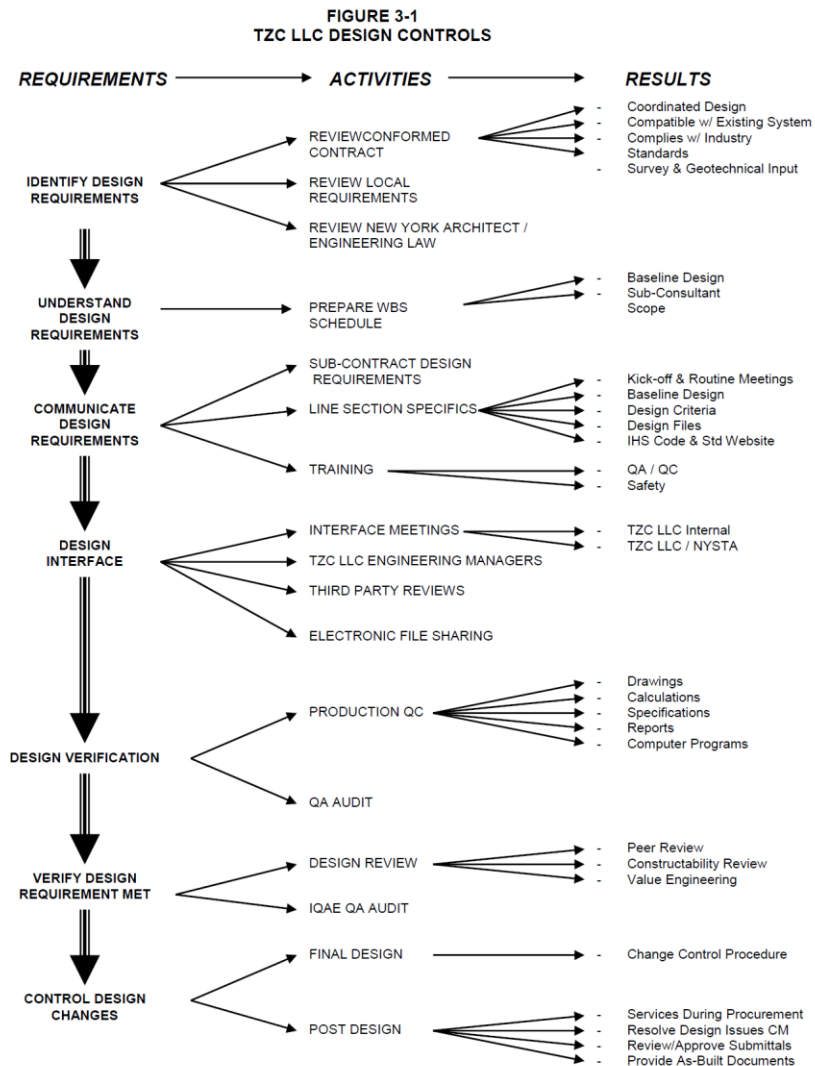 FIGURE 3-1
TZC LLC DESIGN CONTROLS
REQUIREMENTS
ACTIVITIES
RESULTS
IDENTIFY DESIGN
REQUIREMENTS
REVIEWCONFORMED
CONTRACT
- Coordinated Design
- Compatible w/ Existing System
- Complies w/ Industry
- Standards
- Survey & Geotechnical Input
REVIEW LOCAL
REQUIREMENTS
REVIEW NEW YORK ARCHITECT /
ENGINEERING LAW
UNDERSTAND
DESIGN
REQUIREMENTS
PREPARE WBS
SCHEDULE
- Baseline Design
- Sub-Consultant
Scope
COMMUNICATE
DESIGN
REQUIREMENTS
SUB-CONTRACT DESIGN
REQUIREMENTS
LINE SECTION SPECIFICS
- Kick-off & Routine Meetings
- Baseline Design
- Design Criteria
- Design Files
- IHS Code & Std Website
TRAINING
- QA / QC
- Safety
DESIGN
INTERFACE
INTERFACE MEETINGS
- TZC LLC Internal
- TZC LLC / NYSTA
TZC LLC ENGINEERING MANAGERS
THIRD PARTY REVIEWS
ELECTRONIC FILE SHARING
DESIGN VERIFICATION
PRODUCTION QC
- Drawings
- Calculations
- Specifications
- Reports
- Computer Programs
QA AUDIT
VERIFY DESIGN
REQUIREMENT MET
DESIGN REVIEW
- Peer Review
- Constructability Review
- Value Engineering
IQAE QA AUDIT
CONTROL DESIGN
CHANGES
FINAL DESIGN
- Change Control Procedure
POST DESIGN
- Services During Procurement
- Resolve Design Issues CM
- Review/Approve Submittals
- Provide As-Built Documents